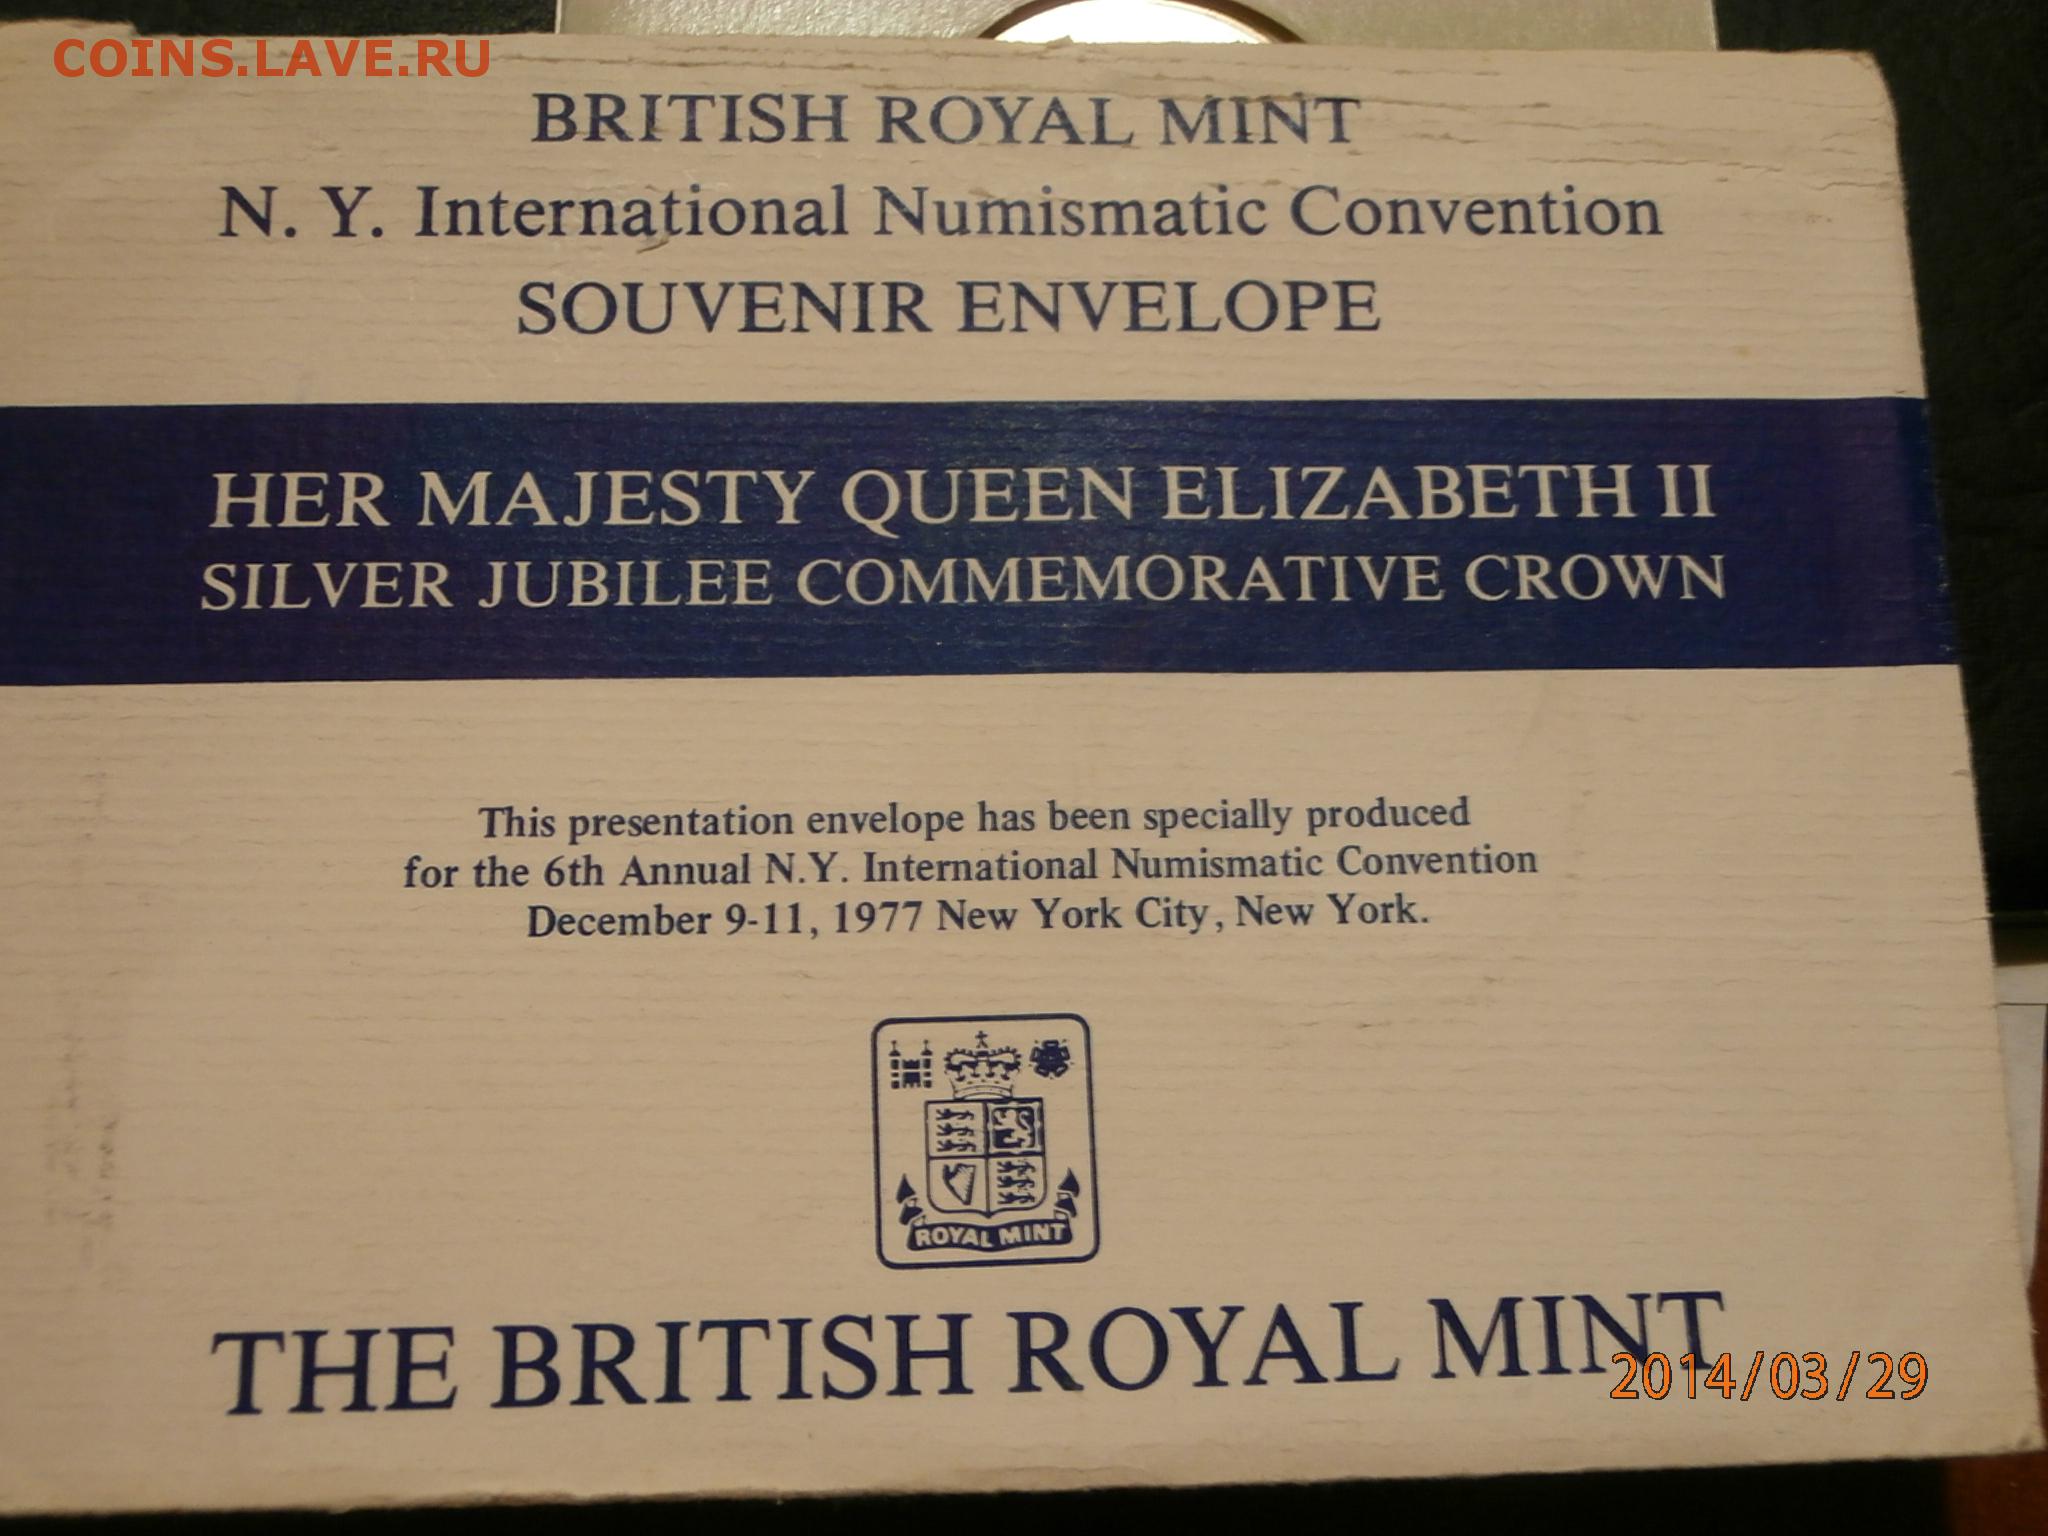 COINS.LAVE.RU
BRITISH ROYAL MINT
N. Y. International Numismatic Convention
SOUVENIR ENVELOPE
HER MAJESTY QUEEN ELIZABETH II
SILVER JUBILEE COMMEMORATIVE CROWN
This presentation envelope has been specially produced
for the 6th Annual N.Y. International Numismatic Convention
December 9-11, 1977 New York City, New York.
ROYAL MINT
THE BRITISH ROYAL MINT
2014/03/29